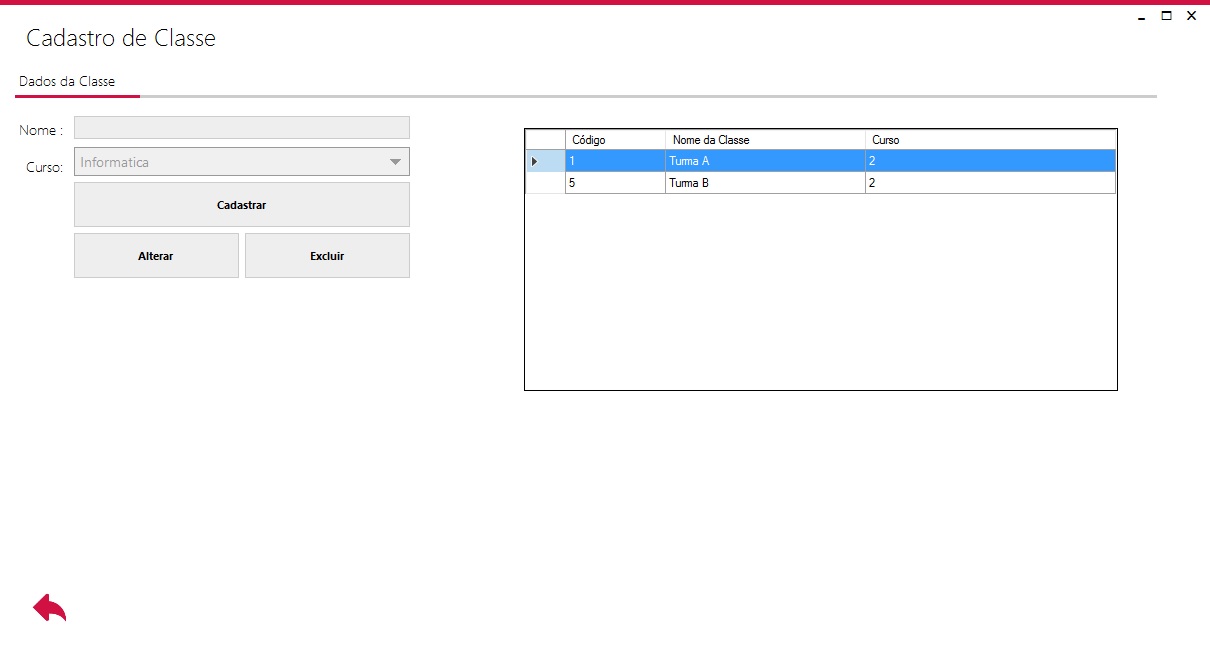 Cadastro de Classe
Dados da Classe
Nome :
Curso: Informatica
Cadastrar
Alterar Excluir
Código Nome da Classe Curso
1 Turma A 2
5 Turma B 2